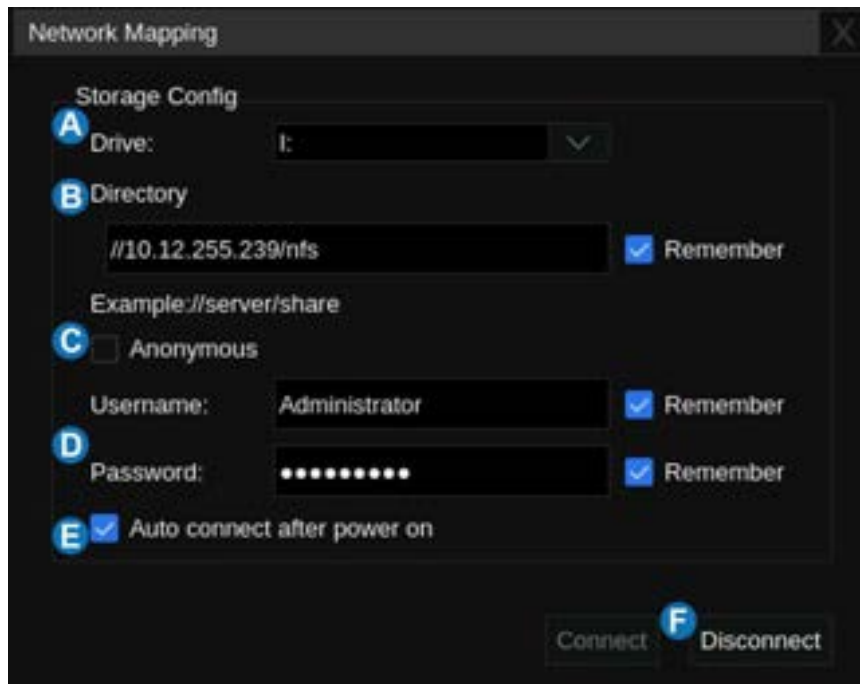 Network Mapping X
Storage Config
A
Drive: I:
B Directory
//10.12.255.239/nfs Remember
Example://server/share
C Anonymous
Username: Administrator Remember
D
Password: ●●●●●●●●● Remember
E Auto connect after power on
Connect F Disconnect